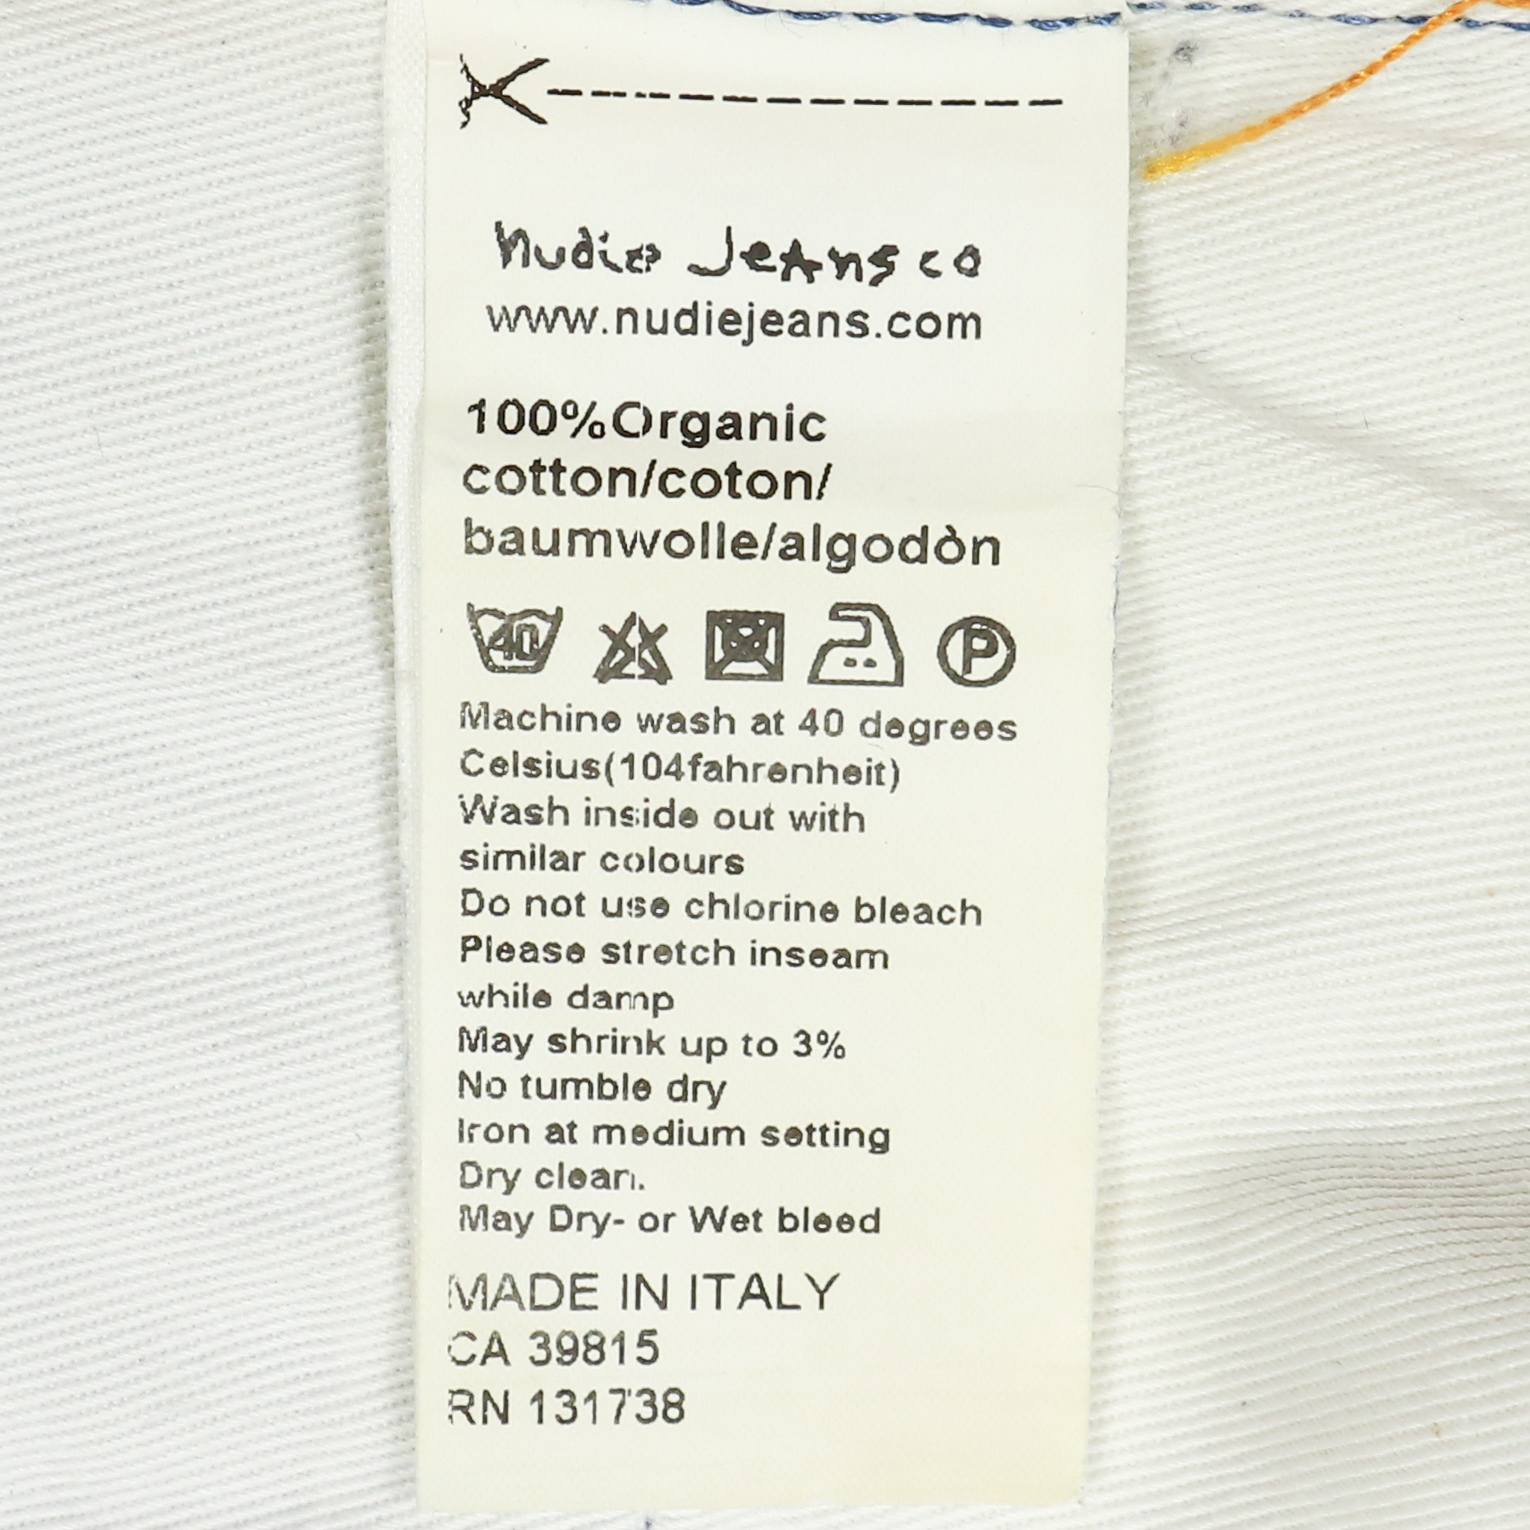 nudie Jeans co
www.nudiejeans.com
100%Organic
cotton/coton/
baumwolle/algodòn
40
P
Machine wash at 40 degrees
Celsius(104fahrenheit)
Wash inside out with
similar colours
Do not use chlorine bleach
Please stretch inseam
while damp
May shrink up to 3%
No tumble dry
Iron at medium setting
Dry clean.
May Dry- or Wet bleed
MADE IN ITALY
CA 39815
RN 131738